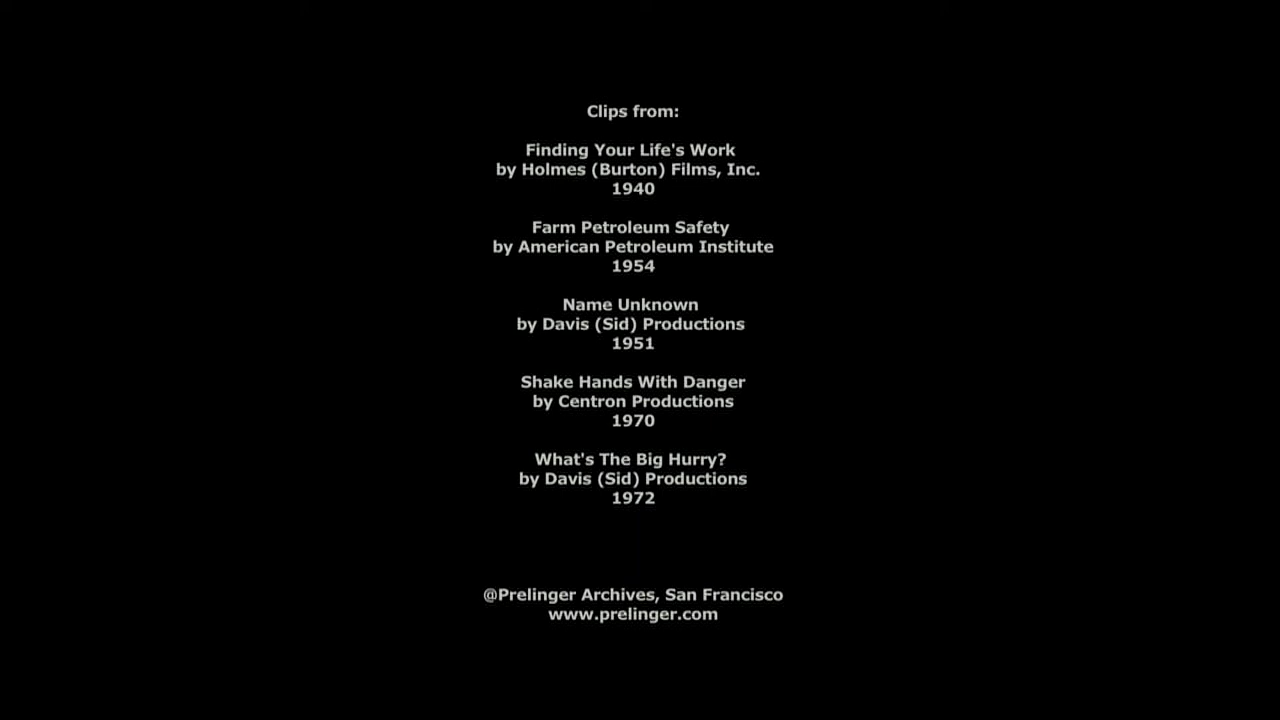 Clips from:
Finding Your Life's Work
by Holmes (Burton) Films, Inc.
1940
Farm Petroleum Safety
by American Petroleum Institute
1954
Name Unknown
by Davis (Sid) Productions
1951
Shake Hands With Danger
by Centron Productions
1970
What's The Big Hurry?
by Davis (Sid) Productions
1972
@Prelinger Archives, San Francisco
www.prelinger.com